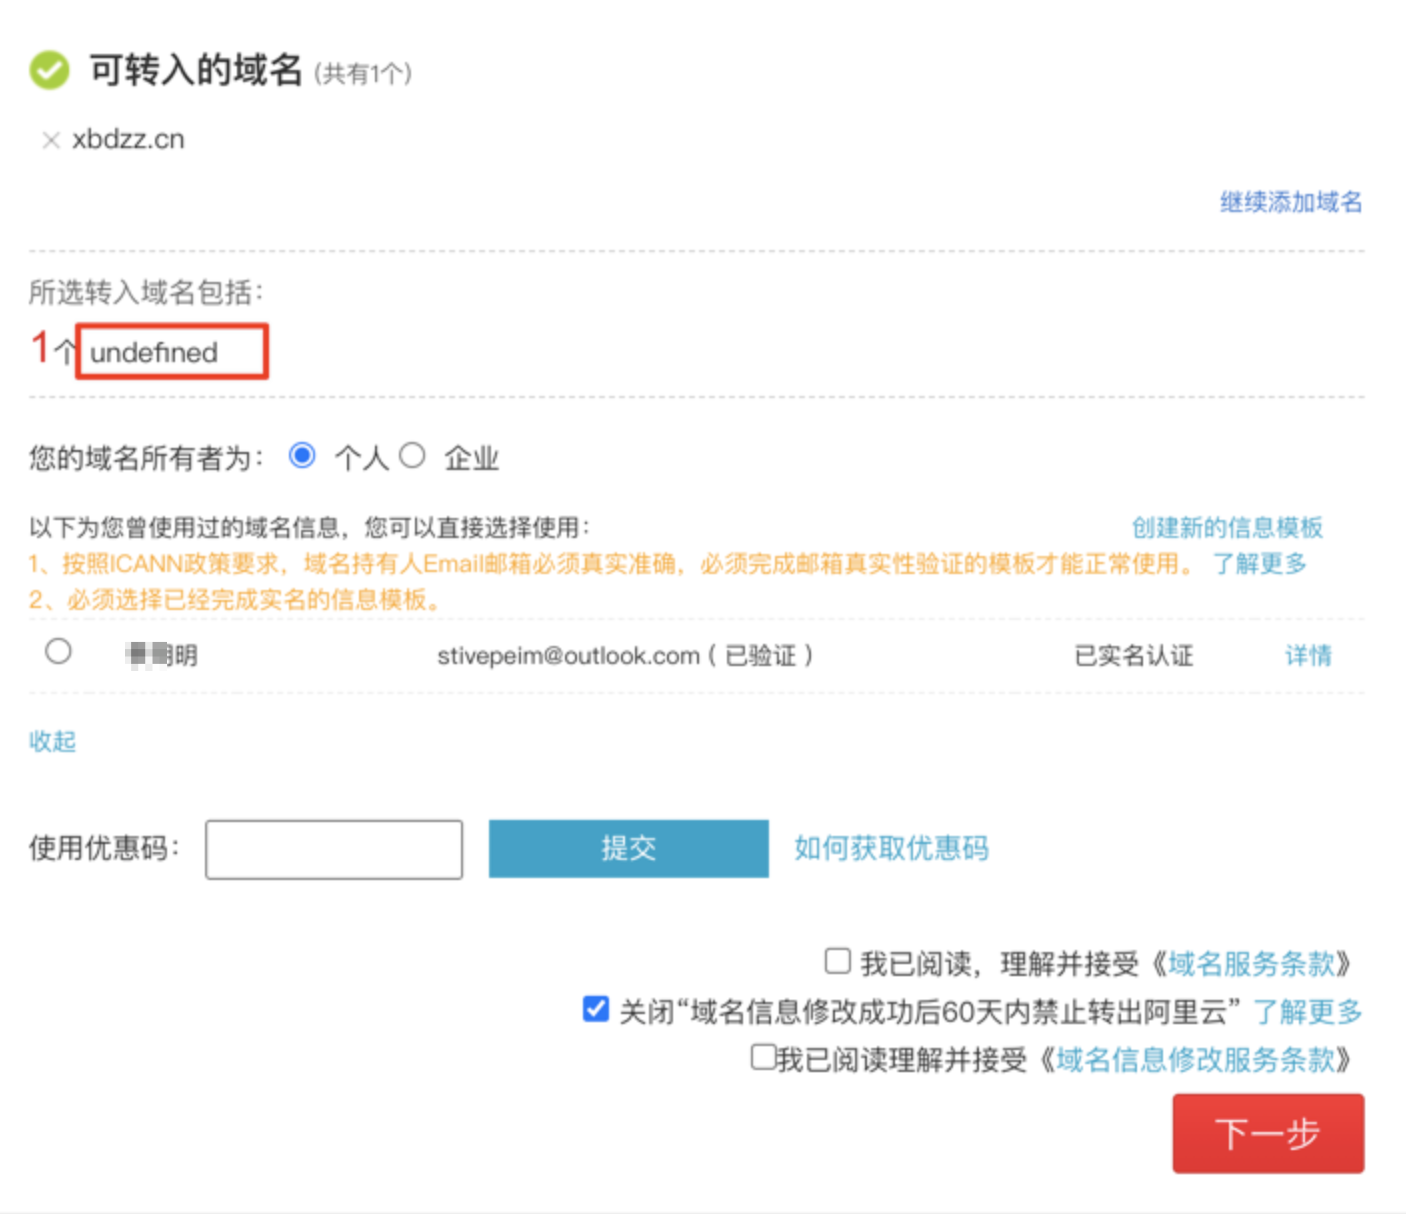 可转入的域名 (共有1个)
xbdzz.cn
继续添加域名
所选转入域名包括：
1个 undefined
您的域名所有者为： 个人 企业
以下为您曾使用过的域名信息，您可以直接选择使用： 创建新的信息模板
1、按照ICANN政策要求，域名持有人Email邮箱必须真实准确，必须完成邮箱真实性验证的模板才能正常使用。 了解更多
2、必须选择已经完成实名的信息模板。
明 stivepeim@outlook.com（已验证） 已实名认证 详情
收起
使用优惠码： 提交 如何获取优惠码
我已阅读，理解并接受《域名服务条款》
关闭“域名信息修改成功后60天内禁止转出阿里云” 了解更多
我已阅读理解并接受《域名信息修改服务条款》
下一步